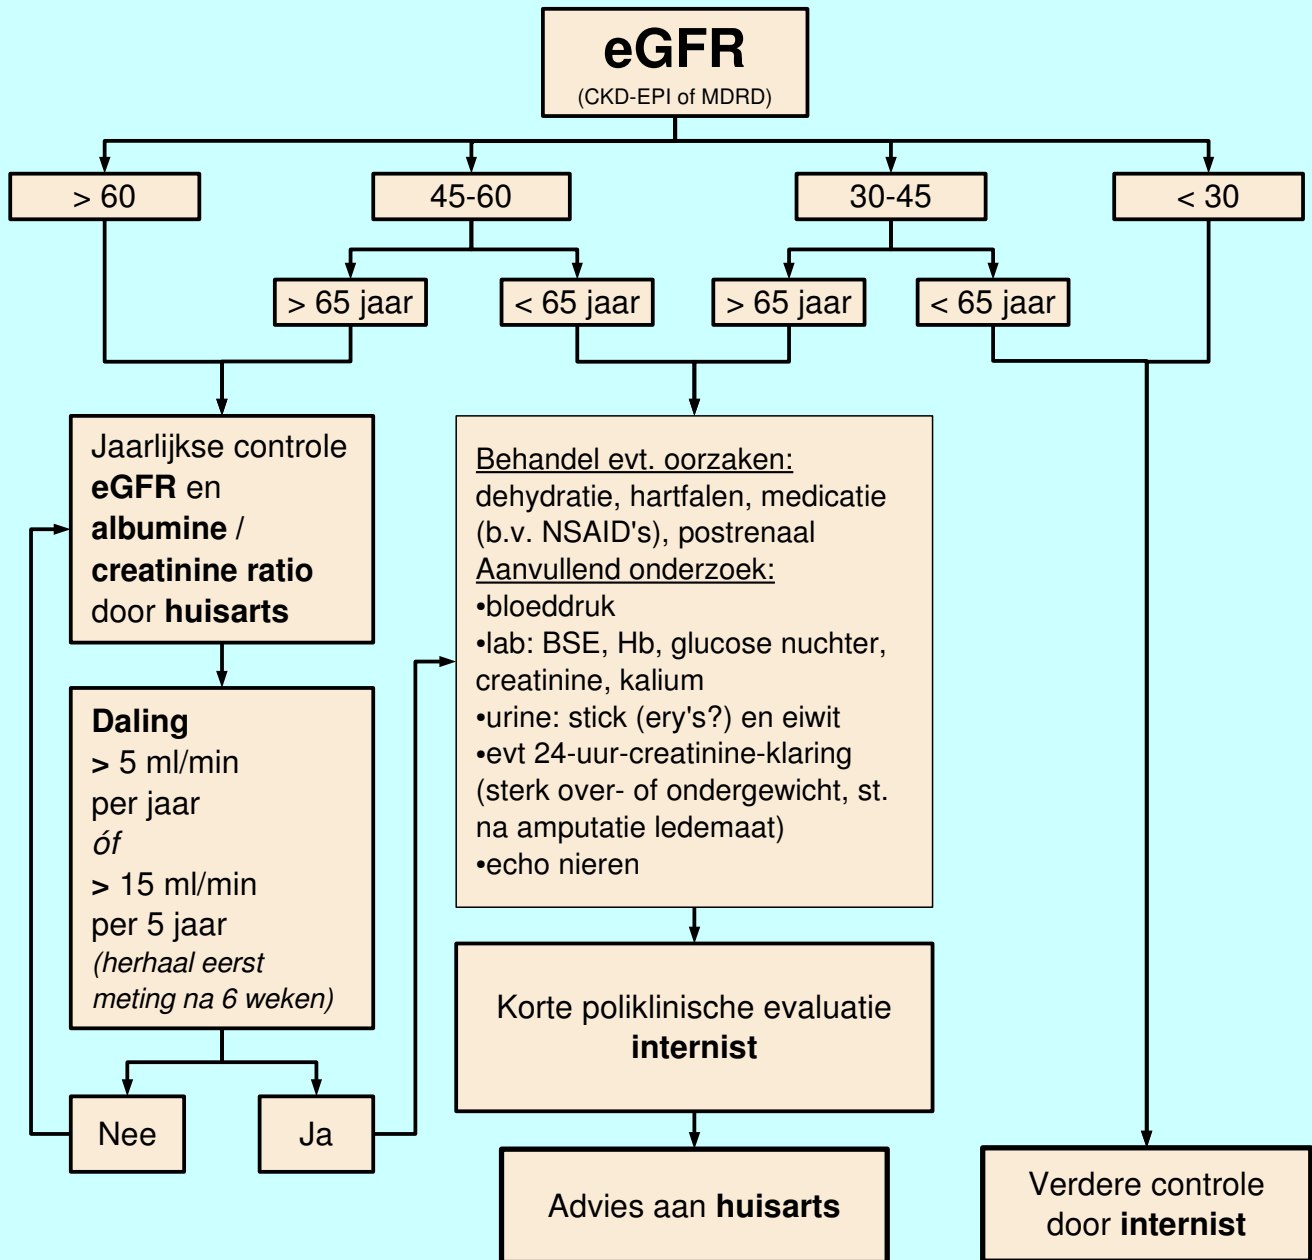 eGFR
(CKD-EPI of MDRD)
> 60
45-60
30-45
< 30
> 65 jaar
< 65 jaar
> 65 jaar
< 65 jaar
Jaarlijkse controle
eGFR en
albumine /
creatinine ratio
door huisarts
Daling
> 5 ml/min
per jaar
óf
> 15 ml/min
per 5 jaar
(herhaal eerst
meting na 6 weken)
Nee
Ja
Behandel evt. oorzaken:
dehydratie, hartfalen, medicatie
(b.v. NSAID's), postrenaal
Aanvullend onderzoek:
•bloeddruk
•lab: BSE, Hb, glucose nuchter,
creatinine, kalium
•urine: stick (ery's?) en eiwit
•evt 24-uur-creatinine-klaring
(sterk over- of ondergewicht, st.
na amputatie ledemaat)
•echo nieren
Korte poliklinische evaluatie
internist
Advies aan huisarts
Verdere controle
door internist